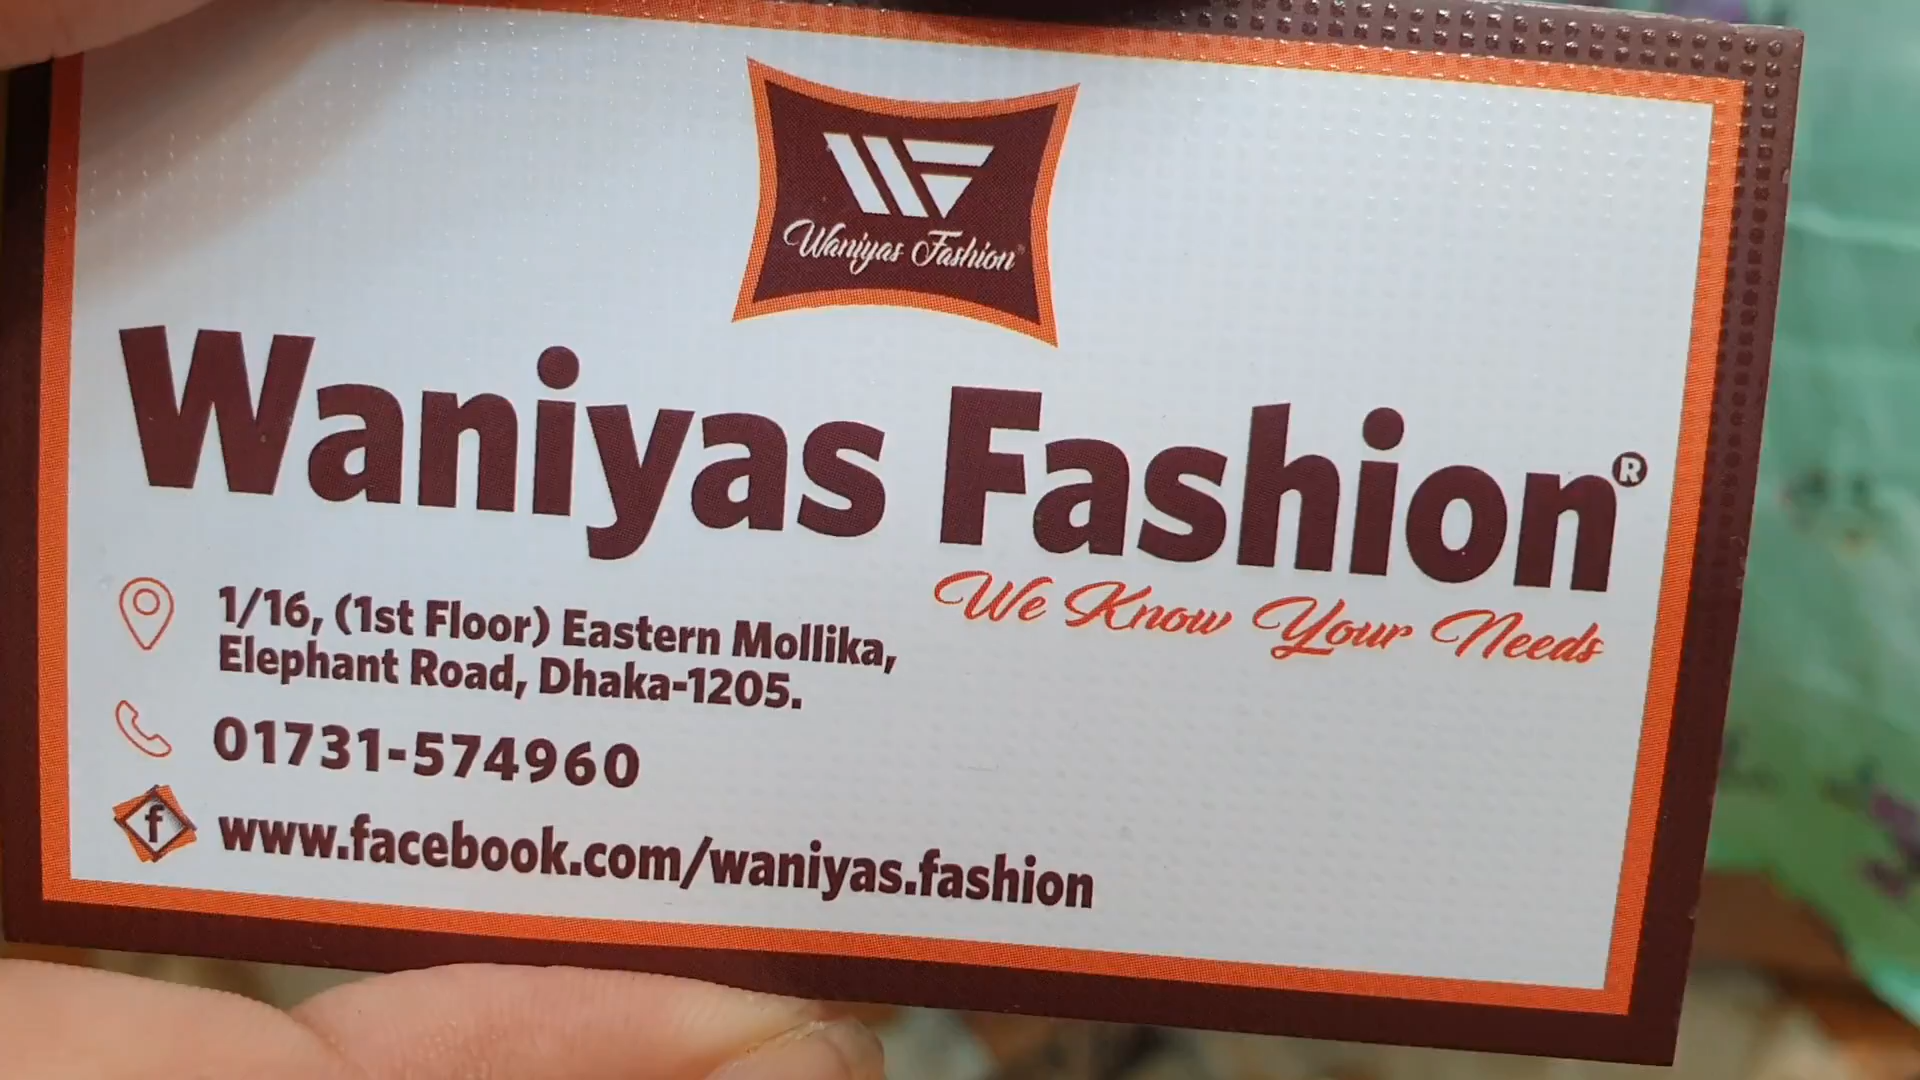 Waniyas Fashion
Waniyas Fashion®
We Know Your Needs
1/16, (1st Floor) Eastern Mollika,
Elephant Road, Dhaka-1205.
01731-574960
www.facebook.com/waniyas.fashion